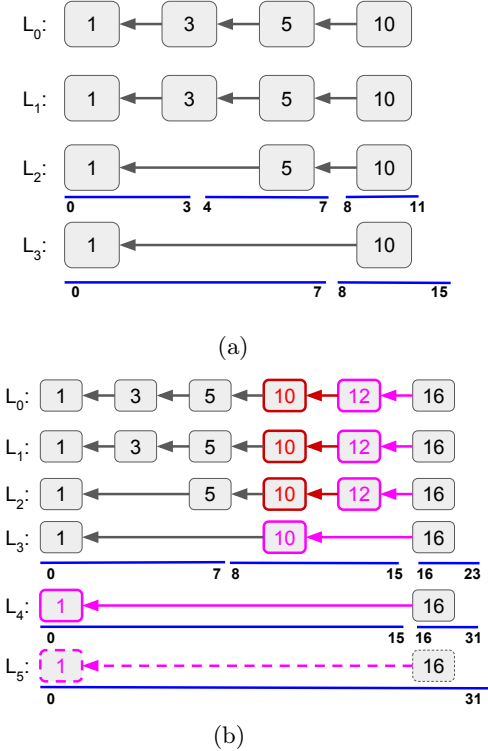 L0: 1 3 5 10
L1: 1 3 5 10
L2: 1 5 10
0 3 4 7 8 11
L3: 1 10
0 7 8 15
(a)
L0: 1 3 5 10 12 16
L1: 1 3 5 10 12 16
L2: 1 5 10 12 16
L3: 1 10 16
0 7 8 15 16 23
L4: 1 16
0 15 16 31
L5: 1 16
0 31
(b)